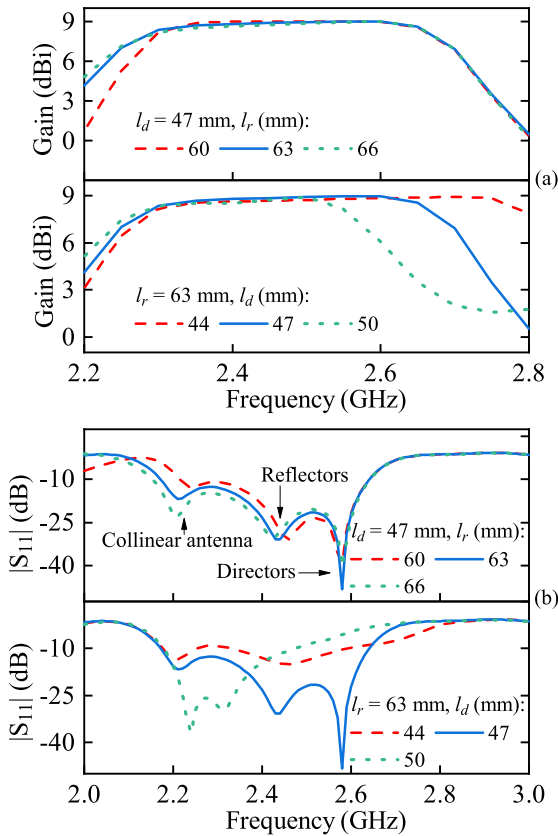 Gain (dBi)
9
6
3
0
l_d = 47 mm, l_r (mm):
60 63 66
(a)
Gain (dBi)
9
6
3
0
l_r = 63 mm, l_d (mm):
44 47 50
2.2 2.4 2.6 2.8
Frequency (GHz)
|S₁₁| (dB)
-10
-25
-40
Reflectors
Collinear antenna
Directors
l_d = 47 mm, l_r (mm):
60 63
66
(b)
|S₁₁| (dB)
-10
-25
-40
l_r = 63 mm, l_d (mm):
44 47
50
2.0 2.2 2.4 2.6 2.8 3.0
Frequency (GHz)